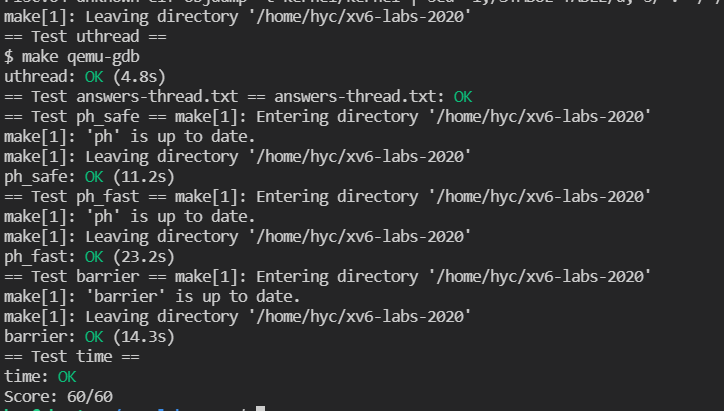 make[1]: Leaving directory '/home/hyc/xv6-labs-2020'
== Test uthread ==
$ make qemu-gdb
uthread: OK (4.8s)
== Test answers-thread.txt == answers-thread.txt: OK
== Test ph_safe == make[1]: Entering directory '/home/hyc/xv6-labs-2020'
make[1]: 'ph' is up to date.
make[1]: Leaving directory '/home/hyc/xv6-labs-2020'
ph_safe: OK (11.2s)
== Test ph_fast == make[1]: Entering directory '/home/hyc/xv6-labs-2020'
make[1]: 'ph' is up to date.
make[1]: Leaving directory '/home/hyc/xv6-labs-2020'
ph_fast: OK (23.2s)
== Test barrier == make[1]: Entering directory '/home/hyc/xv6-labs-2020'
make[1]: 'barrier' is up to date.
make[1]: Leaving directory '/home/hyc/xv6-labs-2020'
barrier: OK (14.3s)
== Test time ==
time: OK
Score: 60/60